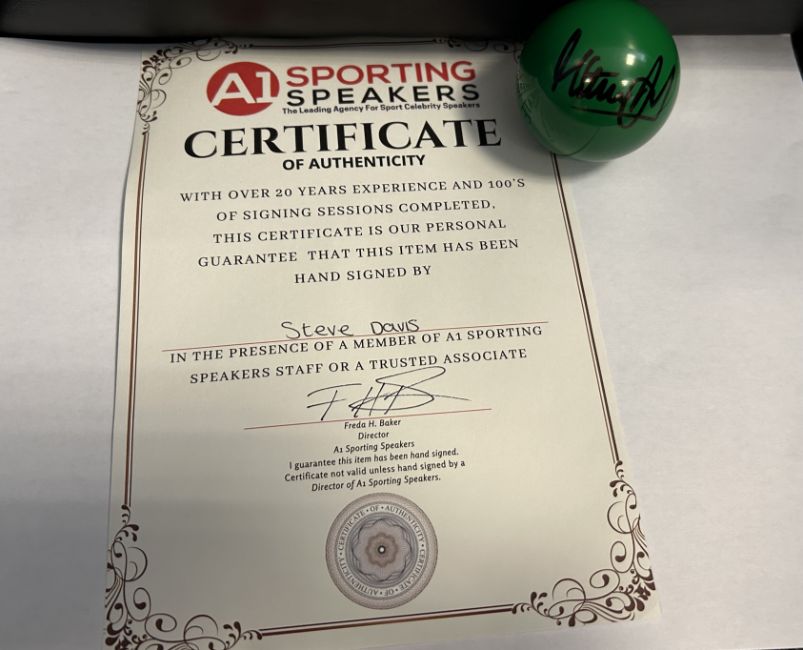 A1 SPORTING
SPEAKERS
The Leading Agency For Sport Celebrity Speakers
CERTIFICATE
OF AUTHENTICITY
WITH OVER 20 YEARS EXPERIENCE AND 100'S
OF SIGNING SESSIONS COMPLETED,
THIS CERTIFICATE IS OUR PERSONAL
GUARANTEE THAT THIS ITEM HAS BEEN
HAND SIGNED BY
Steve Davis
IN THE PRESENCE OF A MEMBER OF A1 SPORTING
SPEAKERS STAFF OR A TRUSTED ASSOCIATE
Freda H. Baker
Director
A1 Sporting Speakers
I guarantee this item has been hand signed.
Certificate not valid unless hand signed by a
Director of A1 Sporting Speakers.
CERTIFICATE • OF • AUTHENTICITY • CERTIFICATE • OF • AUTHENTICITY •